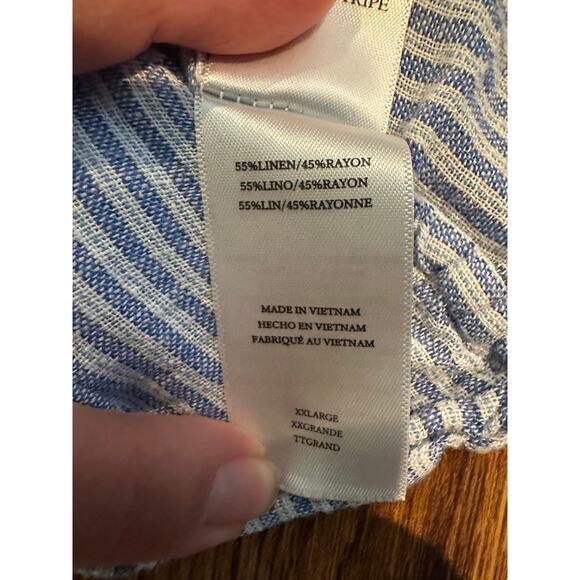 55%LINEN/45%RAYON
55%LINO/45%RAYON
55%LIN/45%RAYONNE
MADE IN VIETNAM
HECHO EN VIETNAM
FABRIQUÉ AU VIETNAM
XXLARGE
XXGRANDE
TTGRAND